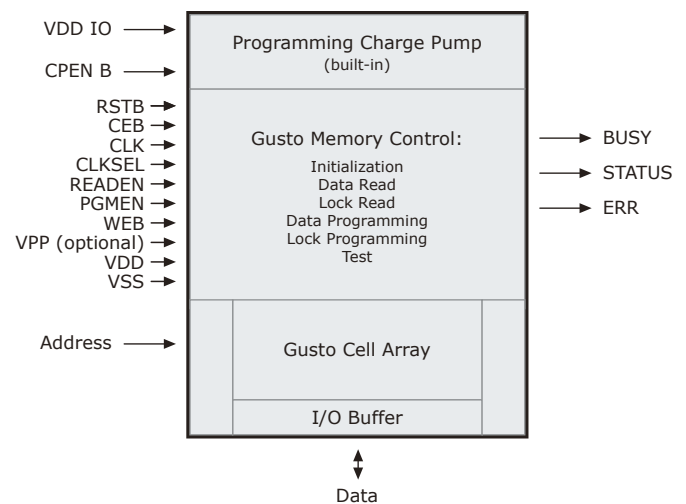 VDD IO
Programming Charge Pump
(built-in)
CPEN B
RSTB
CEB
CLK
CLKSEL
READEN
PGMEN
WEB
VPP (optional)
VDD
VSS
Gusto Memory Control:
Initialization
Data Read
Lock Read
Data Programming
Lock Programming
Test
BUSY
STATUS
ERR
Address
Gusto Cell Array
I/O Buffer
Data